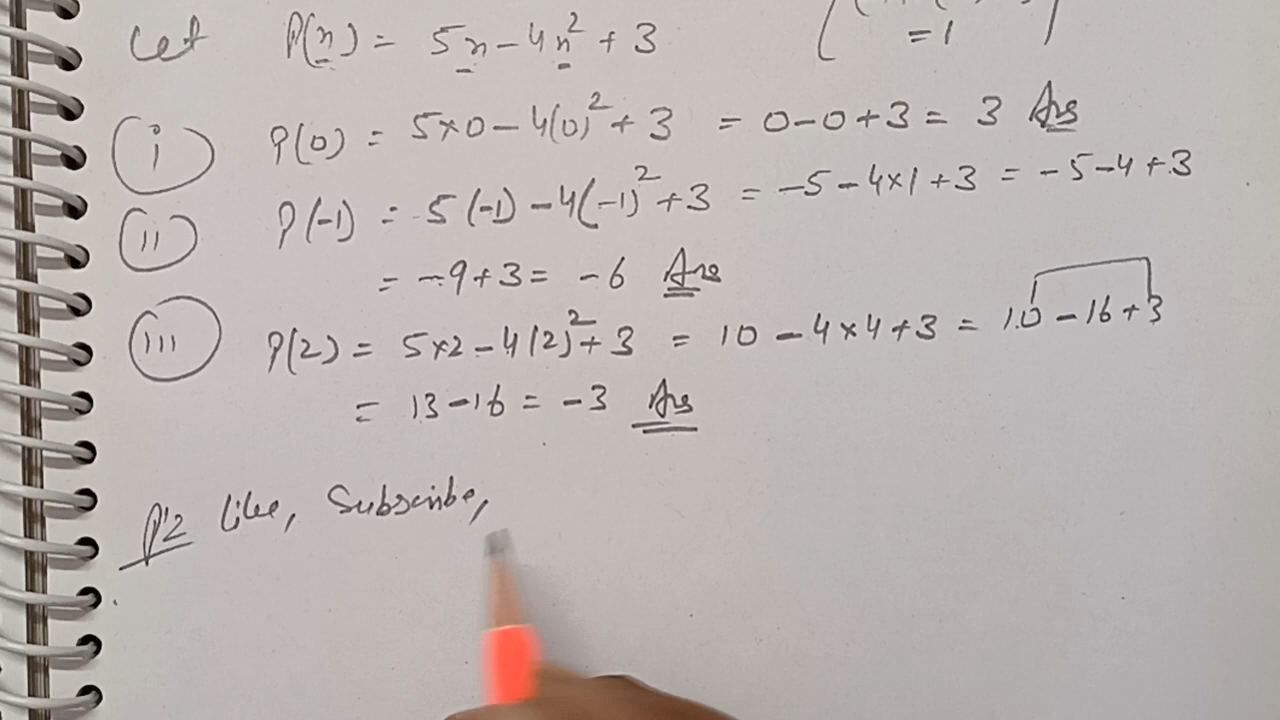 Let P(x) = 5x - 4x² + 3
= 1
(i) P(0) = 5×0 - 4(0)² + 3 = 0 - 0 + 3 = 3 Ans
(ii) P(-1) = 5(-1) - 4(-1)² + 3 = -5 - 4×1 + 3 = -5 - 4 + 3
= -9 + 3 = -6 Ans
(iii) P(2) = 5×2 - 4(2)² + 3 = 10 - 4×4 + 3 = 10 - 16 + 3
= 13 - 16 = -3 Ans
Plz like, Subscribe,